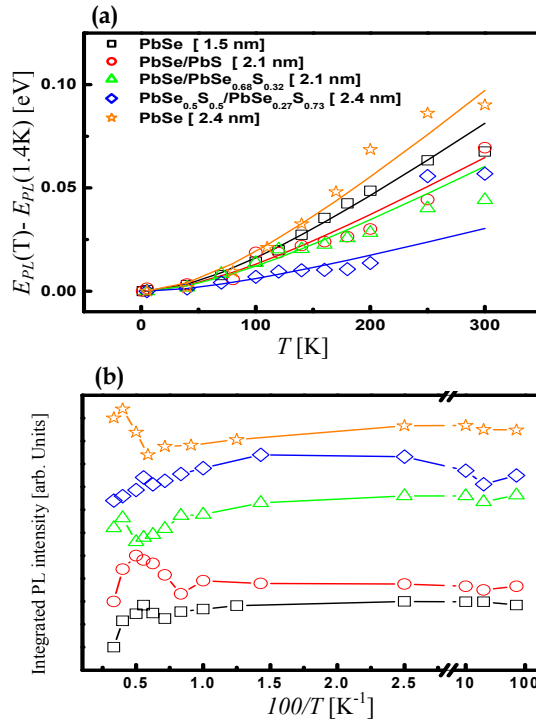 (a)
PbSe [ 1.5 nm]
PbSe/PbS [ 2.1 nm]
PbSe/PbSe0.68S0.32 [ 2.1 nm]
PbSe0.5S0.5/PbSe0.27S0.73 [ 2.4 nm]
PbSe [ 2.4 nm]
0.10
0.05
0.00
EPL(T)- EPL(1.4K) [eV]
0 100 200 300
T [K]
(b)
Integrated PL intensity [arb. Units]
0.5 1.0 1.5 2.0 2.5 10 100
100/T [K-1]